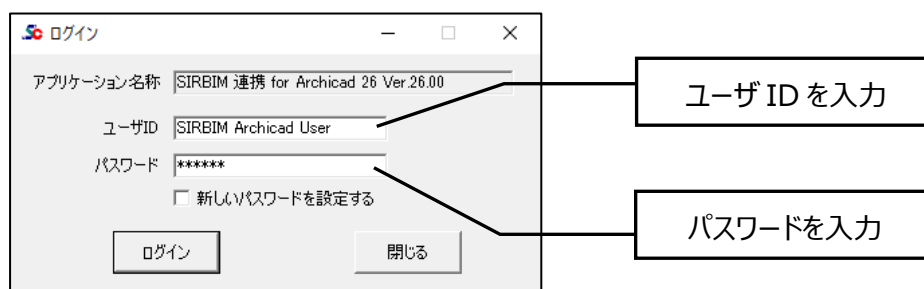 Sc ログイン
アプリケーション名称 SIRBIM 連携 for Archicad 26 Ver.26.00
ユーザ ID を入力
ユーザID SIRBIM Archicad User
パスワード ******
新しいパスワードを設定する
パスワードを入力
ログイン 閉じる